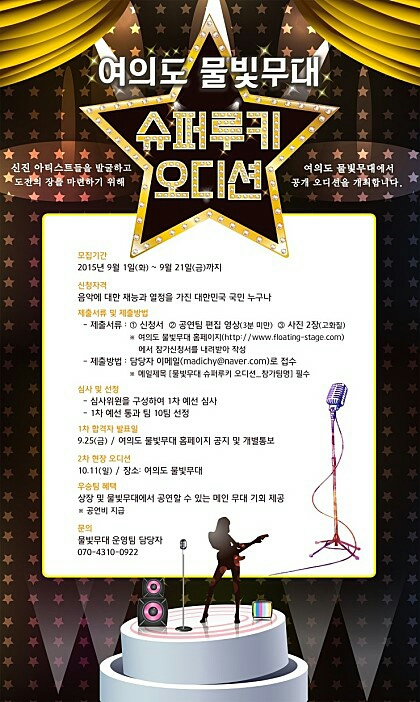 여의도 물빛무대
슈퍼루키
오디션
신진 아티스트들을 발굴하고
도전의 장을 마련하기 위해
여의도 물빛무대에서
공개 오디션을 개최합니다.
모집기간
2015년 9월 1일(화) ~ 9월 21일(금)까지
신청자격
음악에 대한 재능과 열정을 가진 대한민국 국민 누구나
제출서류 및 제출방법
- 제출서류 : ① 신청서 ② 공연팀 편집 영상(3분 미만) ③ 사진 2장(고화질)
※ 여의도 물빛무대 홈페이지(http://www.floating-stage.com)
에서 참가신청서를 내려받아 작성
- 제출방법 : 담당자 이메일(madichy@naver.com)로 접수
※ 메일제목 [물빛무대 슈퍼루키 오디션_참가팀명] 필수
심사 및 선정
- 심사위원을 구성하여 1차 예선 심사
- 1차 예선 통과 팀 10팀 선정
1차 합격자 발표일
9.25(금) / 여의도 물빛무대 홈페이지 공지 및 개별통보
2차 현장 오디션
10.11(일) / 장소: 여의도 물빛무대
우승팀 혜택
상장 및 물빛무대에서 공연할 수 있는 메인 무대 기회 제공
※ 공연비 지급
문의
물빛무대 운영팀 담당자
070-4310-0922